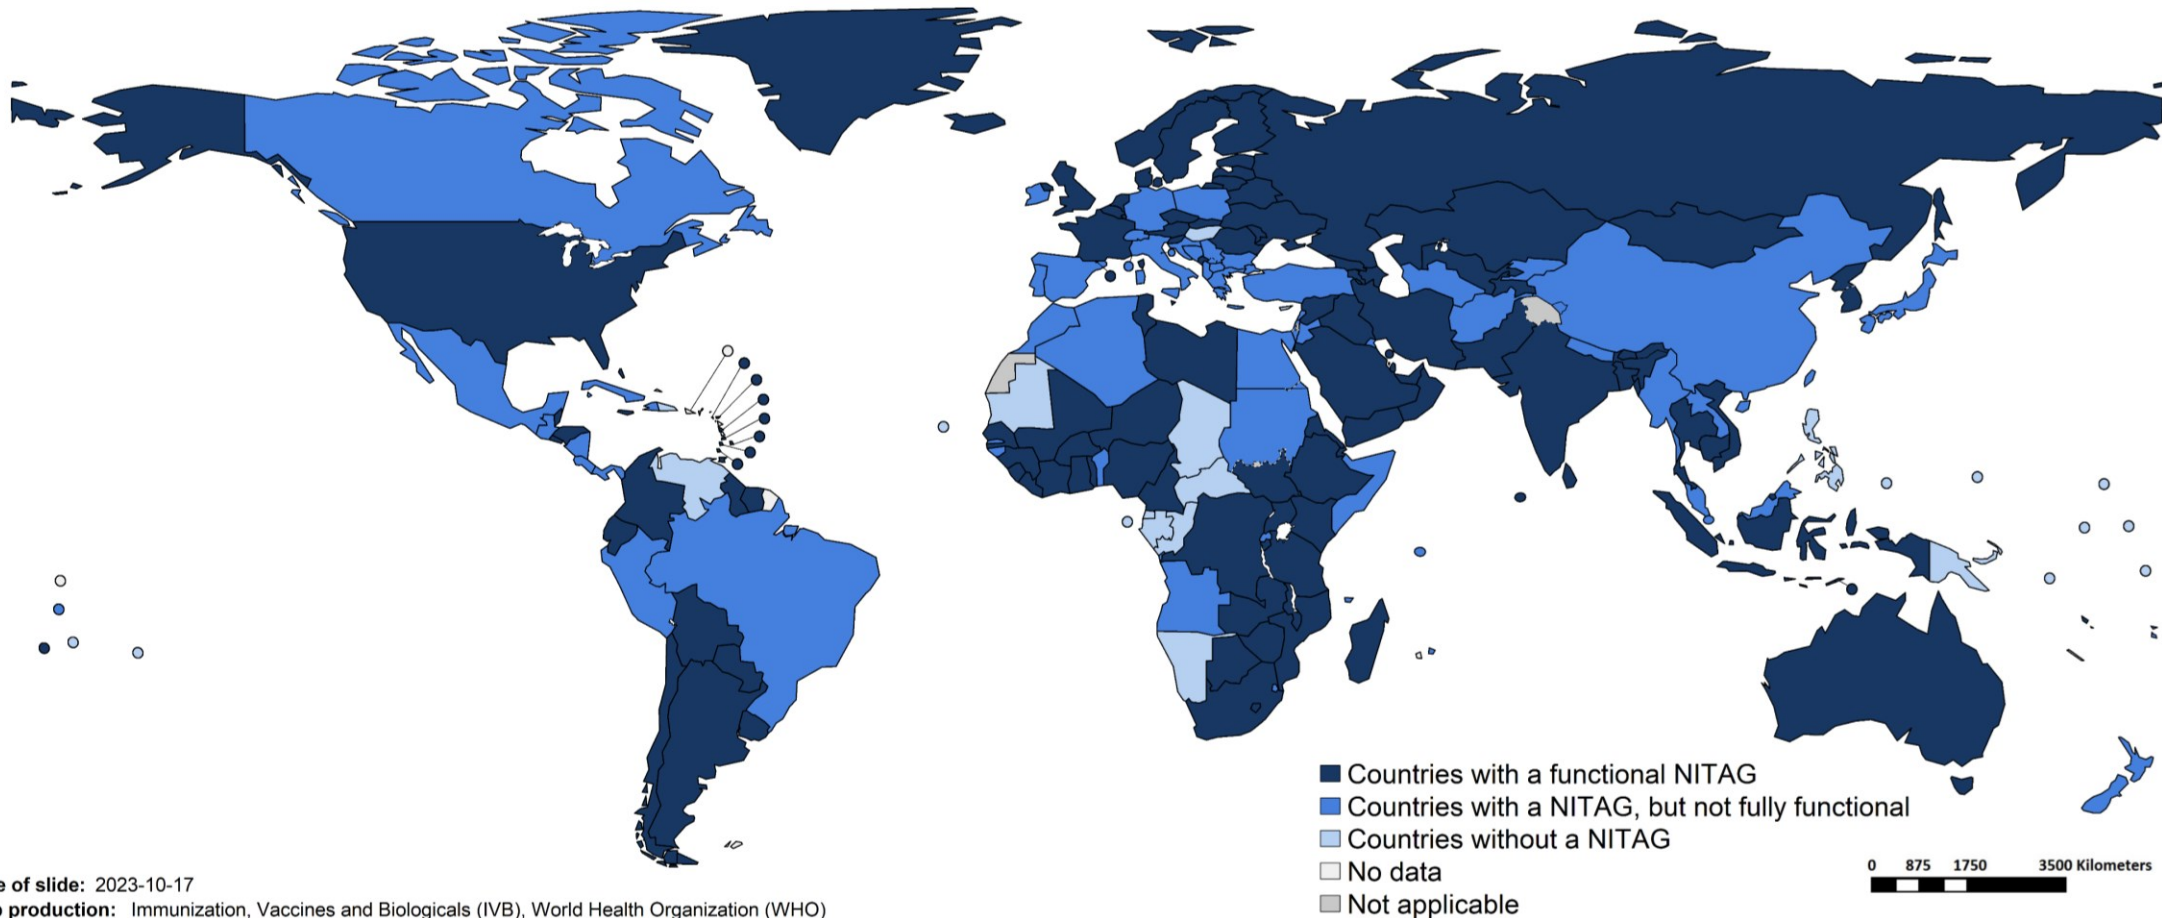 Countries with a functional NITAG
Countries with a NITAG, but not fully functional
Countries without a NITAG
No data
Not applicable
0 875 1750 3500 Kilometers
e of slide: 2023-10-17
production: Immunization, Vaccines and Biologicals (IVB), World Health Organization (WHO)